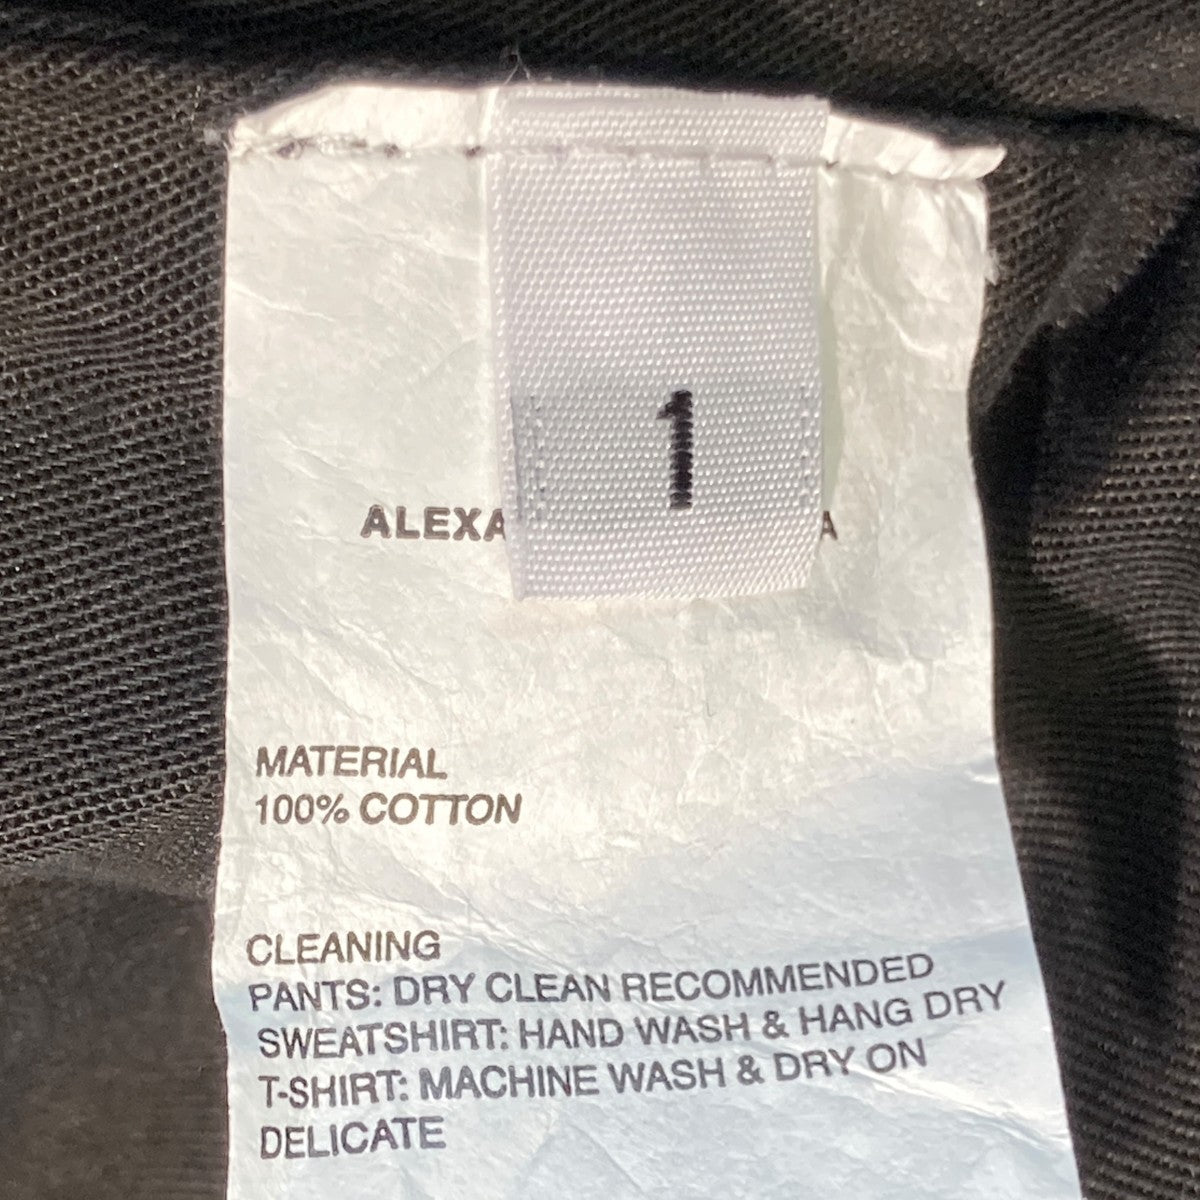 1
MATERIAL
100% COTTON
CLEANING
PANTS: DRY CLEAN RECOMMENDED
SWEATSHIRT: HAND WASH & HANG DRY
T-SHIRT: MACHINE WASH & DRY ON
DELICATE